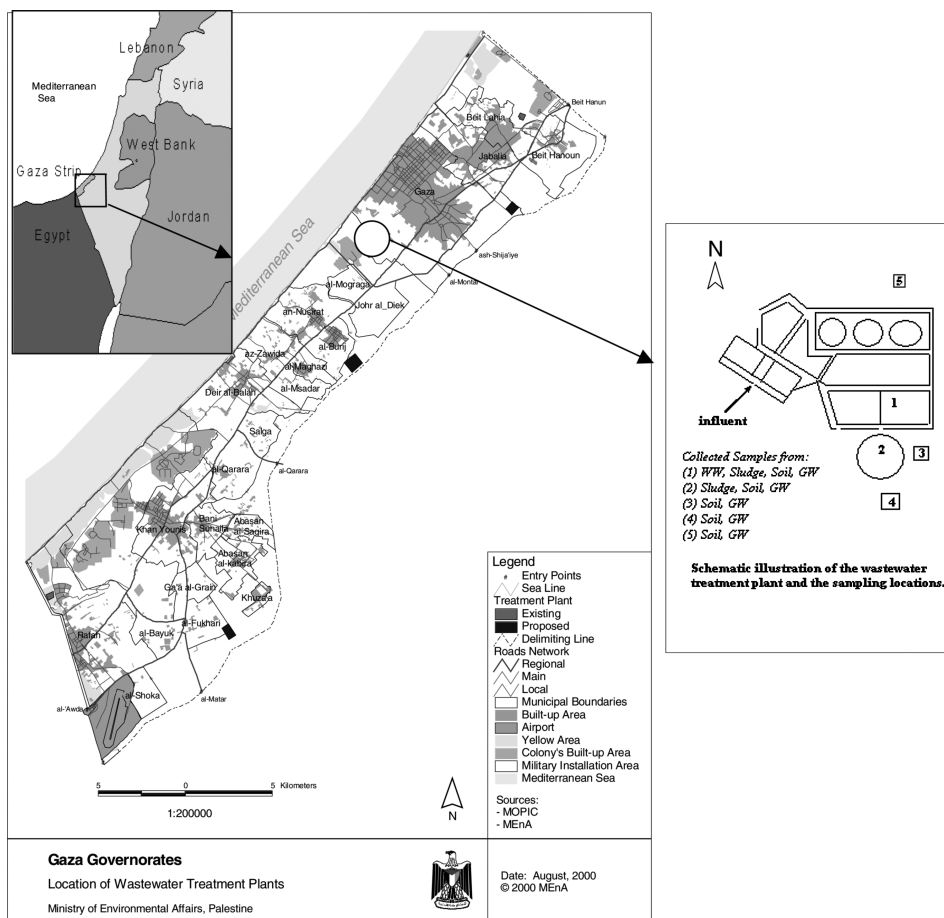 Lebanon
Mediterranean
Sea
Syria
West Bank
Gaza Strip
Jordan
Egypt
Mediterranean Sea
Beit Hanun
Beit Lahia
Jabalia
Beit Hanoun
Gaza
ash-Shija'iye
al-Montar
al-Mograga
Johr al_Diek
an-Nusirat
al-Burij
az-Zawida
al-Maghazi
al-Msadar
Deir al-Balah
Salga
al-Qarara
al-Qarara
Khan Younis
Bani
Suhaila
Abasan
al-Sagira
Abasan
al-kabira
Khuza'a
Ga'a al-Grain
al-Fukhari
Rafah
al-Bayuk
al-Shoka
al-'Awda
al-Matar
5 0 5 Kilometers
1:200000
N
Legend
Entry Points
Sea Line
Treatment Plant
Existing
Proposed
Delimiting Line
Roads Network
Regional
Main
Local
Municipal Boundaries
Built-up Area
Airport
Yellow Area
Colony's Built-up Area
Military Installation Area
Mediterranean Sea
Sources:
- MOPIC
- MEnA
Gaza Governorates
Location of Wastewater Treatment Plants
Ministry of Environmental Affairs, Palestine
Date: August, 2000
© 2000 MEnA
N
5
1
influent
2
3
4
Collected Samples from:
(1) WW, Sludge, Soil, GW
(2) Sludge, Soil, GW
(3) Soil, GW
(4) Soil, GW
(5) Soil, GW
Schematic illustration of the wastewater
treatment plant and the sampling locations.